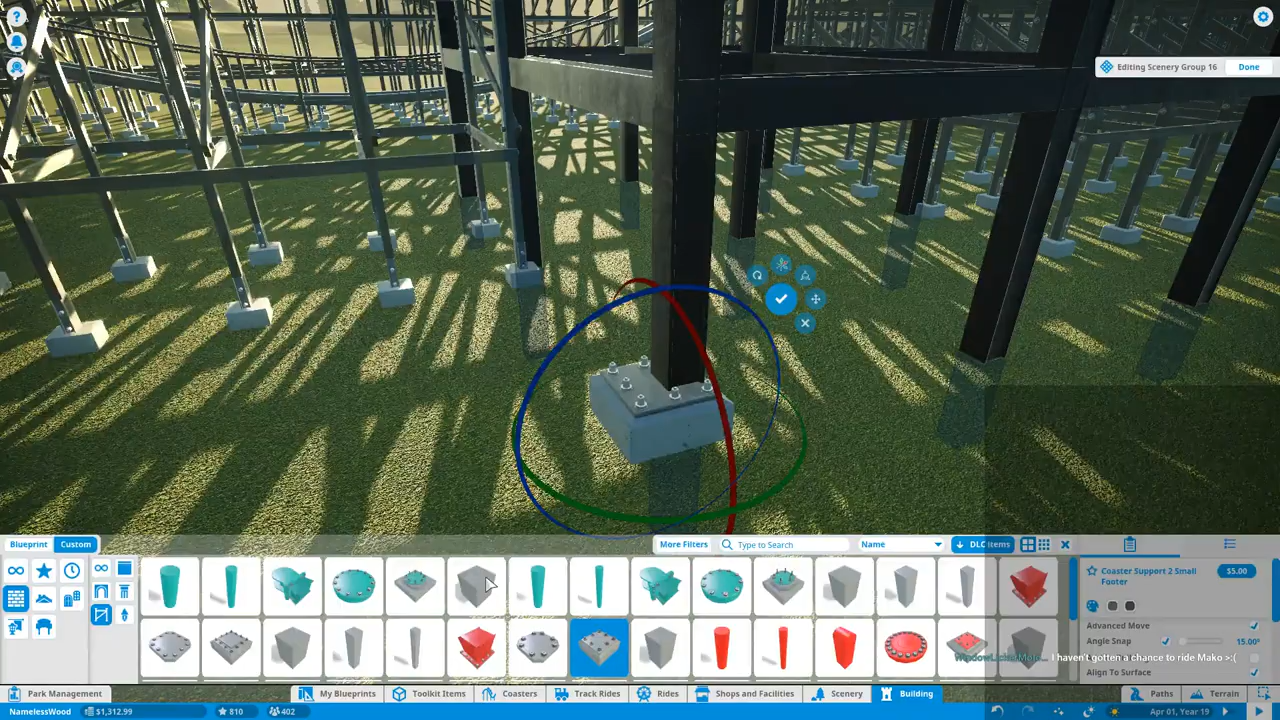 Editing Scenery Group 16 Done
Blueprint Custom More Filters Type to Search Name DLC Items
Coaster Support 2 Small Footer $5.00
Advanced Move
Angle Snap 15.00°
I haven't gotten a chance to ride Mako >:(
Align To Surface
Park Management My Blueprints Toolkit Items Coasters Track Rides Rides Shops and Facilities Scenery Building Paths Terrain
NamelessWood $1,312.99 810 402 Apr 01, Year 19